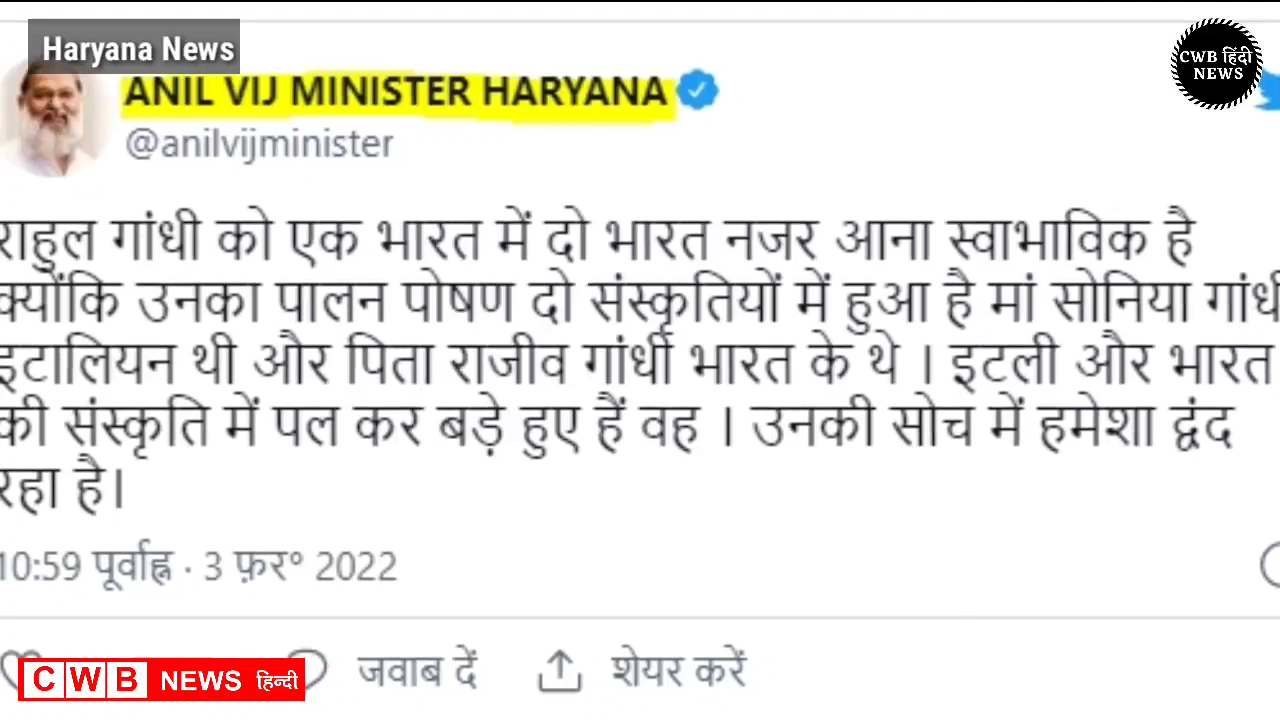 Haryana News
CWB हिंदी
NEWS
ANIL VIJ MINISTER HARYANA
@anilvijminister
राहुल गांधी को एक भारत में दो भारत नजर आना स्वाभाविक है
क्योंकि उनका पालन पोषण दो संस्कृतियों में हुआ है मां सोनिया गांधी
इटालियन थी और पिता राजीव गांधी भारत के थे । इटली और भारत
की संस्कृति में पल कर बड़े हुए हैं वह । उनकी सोच में हमेशा द्वंद
रहा है।
10:59 पूर्वाह्न · 3 फ़र॰ 2022
जवाब दें शेयर करें
CWB NEWS हिन्दी